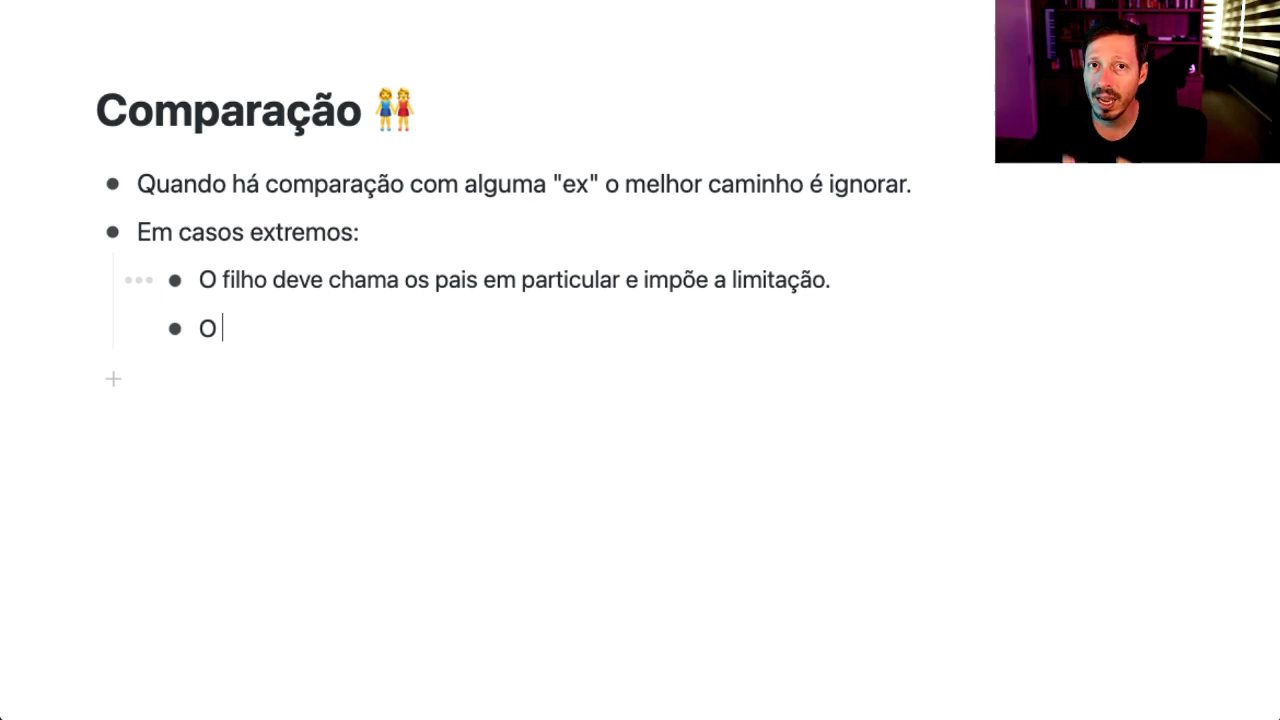 Comparação 👭
Quando há comparação com alguma "ex" o melhor caminho é ignorar.
Em casos extremos:
O filho deve chama os pais em particular e impõe a limitação.
O